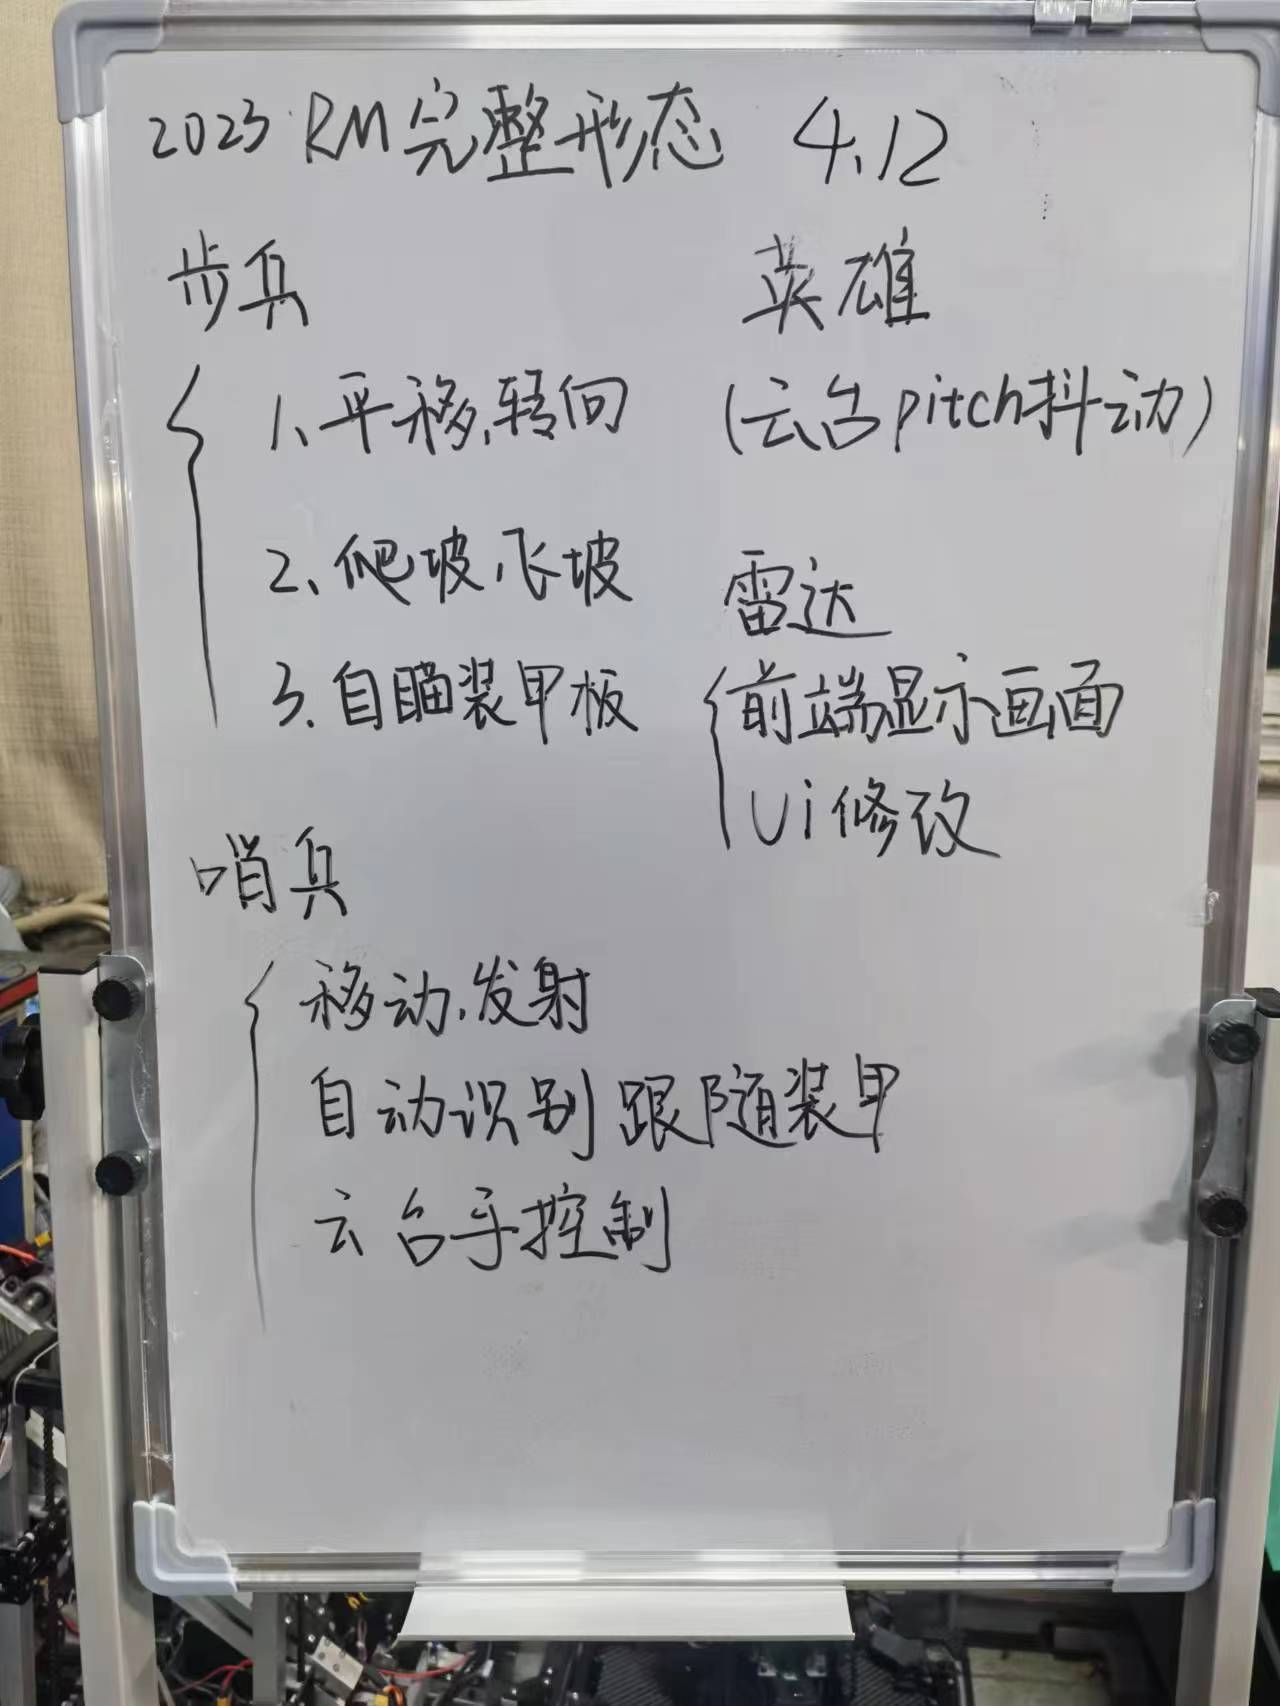 2023 RM完整形态 4.12
步兵
1、平移,转向
2、爬坡,飞坡
3.自瞄装甲板
英雄
(云台pitch抖动)
雷达
前端显示画面
Ui修改
哨兵
移动,发射
自动识别跟随装甲
云台手控制